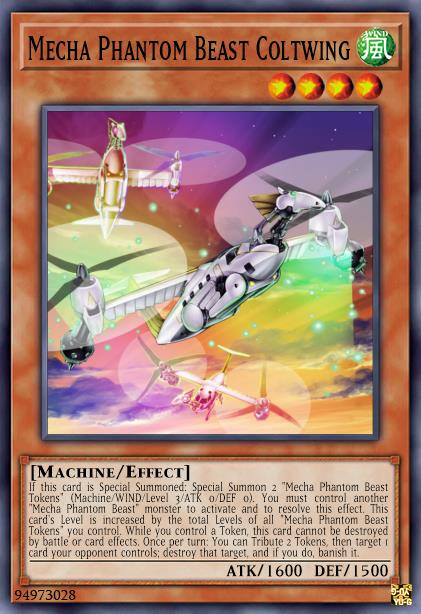 MECHA PHANTOM BEAST COLTWING
WIND
風
[MACHINE/EFFECT]
If this card is Special Summoned: Special Summon 2 "Mecha Phantom Beast
Tokens" (Machine/WIND/Level 3/ATK 0/DEF 0). You must control another
"Mecha Phantom Beast" monster to activate and to resolve this effect. This
card's Level is increased by the total Levels of all "Mecha Phantom Beast
Tokens" you control. While you control a Token, this card cannot be destroyed
by battle or card effects. Once per turn: You can Tribute 2 Tokens, then target 1
card your opponent controls; destroy that target, and if you do, banish it.
ATK/1600 DEF/1500
94973028